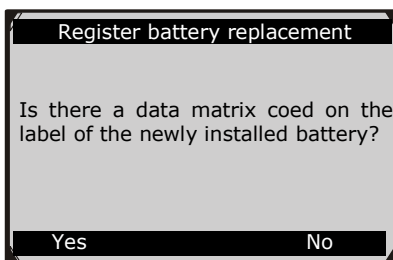 Register battery replacement
Is there a data matrix coed on the
label of the newly installed battery?
Yes No